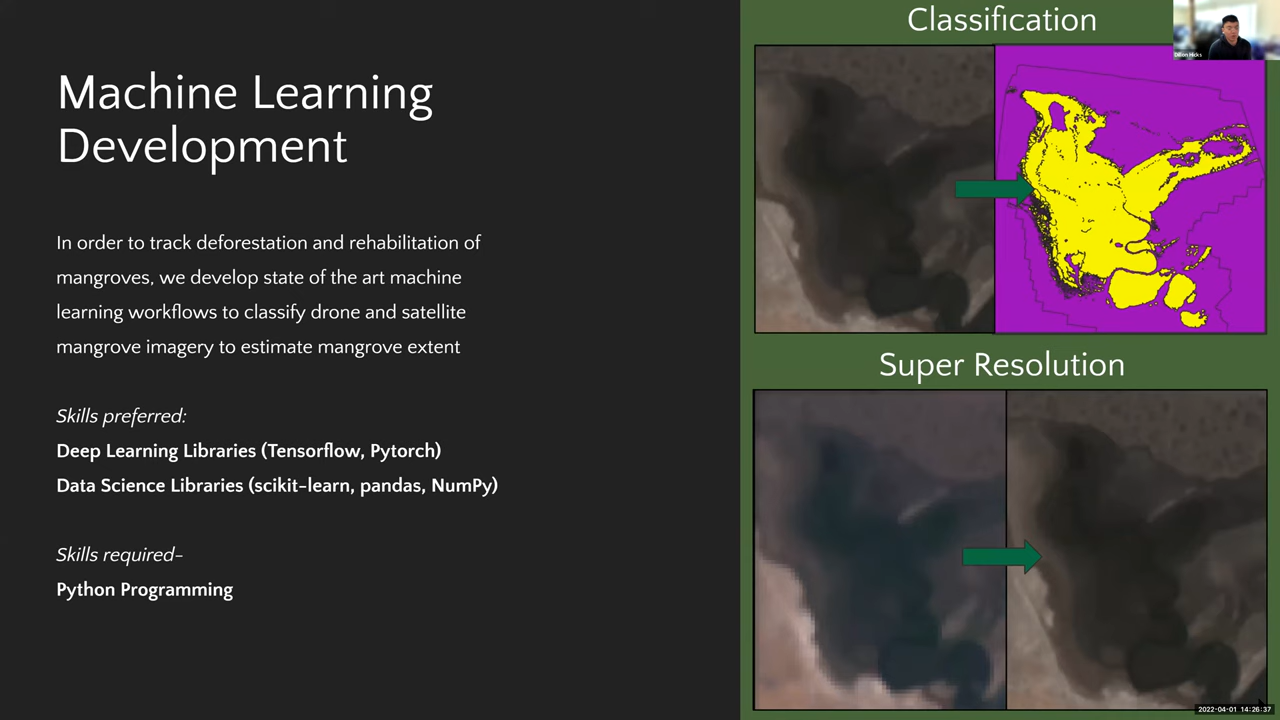 Machine Learning
Development
In order to track deforestation and rehabilitation of
mangroves, we develop state of the art machine
learning workflows to classify drone and satellite
mangrove imagery to estimate mangrove extent
Skills preferred:
Deep Learning Libraries (Tensorflow, Pytorch)
Data Science Libraries (scikit-learn, pandas, NumPy)
Skills required-
Python Programming
Classification
Dillon Hicks
Super Resolution
2022-04-01 14:26:37